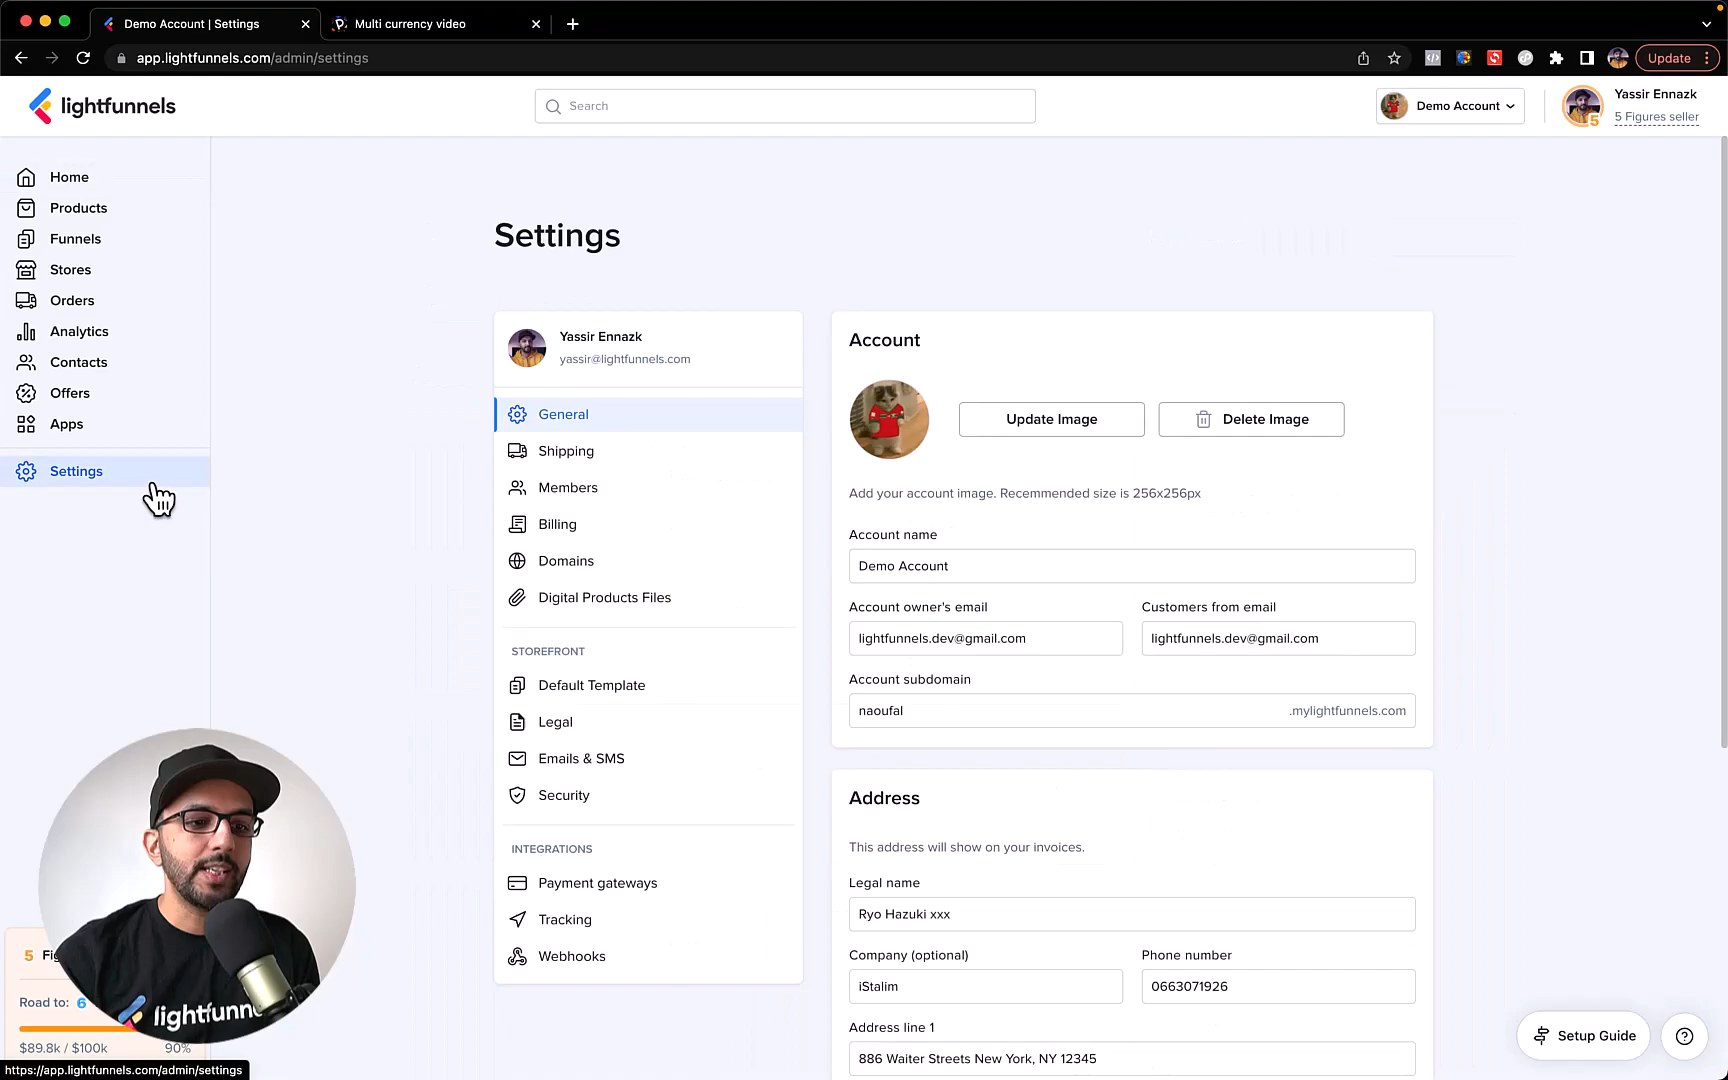 Demo Account | Settings
Multi currency video
app.lightfunnels.com/admin/settings
Update
lightfunnels
Search
Demo Account
Yassir Ennazk
5 Figures seller
5
Home
Products
Funnels
Stores
Orders
Analytics
Contacts
Offers
Apps
Settings
Settings
Yassir Ennazk
yassir@lightfunnels.com
General
Shipping
Members
Billing
Domains
Digital Products Files
STOREFRONT
Default Template
Legal
Emails & SMS
Security
INTEGRATIONS
Payment gateways
Tracking
Webhooks
Account
Update Image
Delete Image
Add your account image. Recommended size is 256x256px
Account name
Demo Account
Account owner's email
Customers from email
lightfunnels.dev@gmail.com
lightfunnels.dev@gmail.com
Account subdomain
naoufal
.mylightfunnels.com
Address
This address will show on your invoices.
Legal name
Ryo Hazuki xxx
Company (optional)
Phone number
iStalim
0663071926
Address line 1
886 Waiter Streets New York, NY 12345
5
Road to: 6
$89.8k / $100k
90%
https://app.lightfunnels.com/admin/settings
Setup Guide